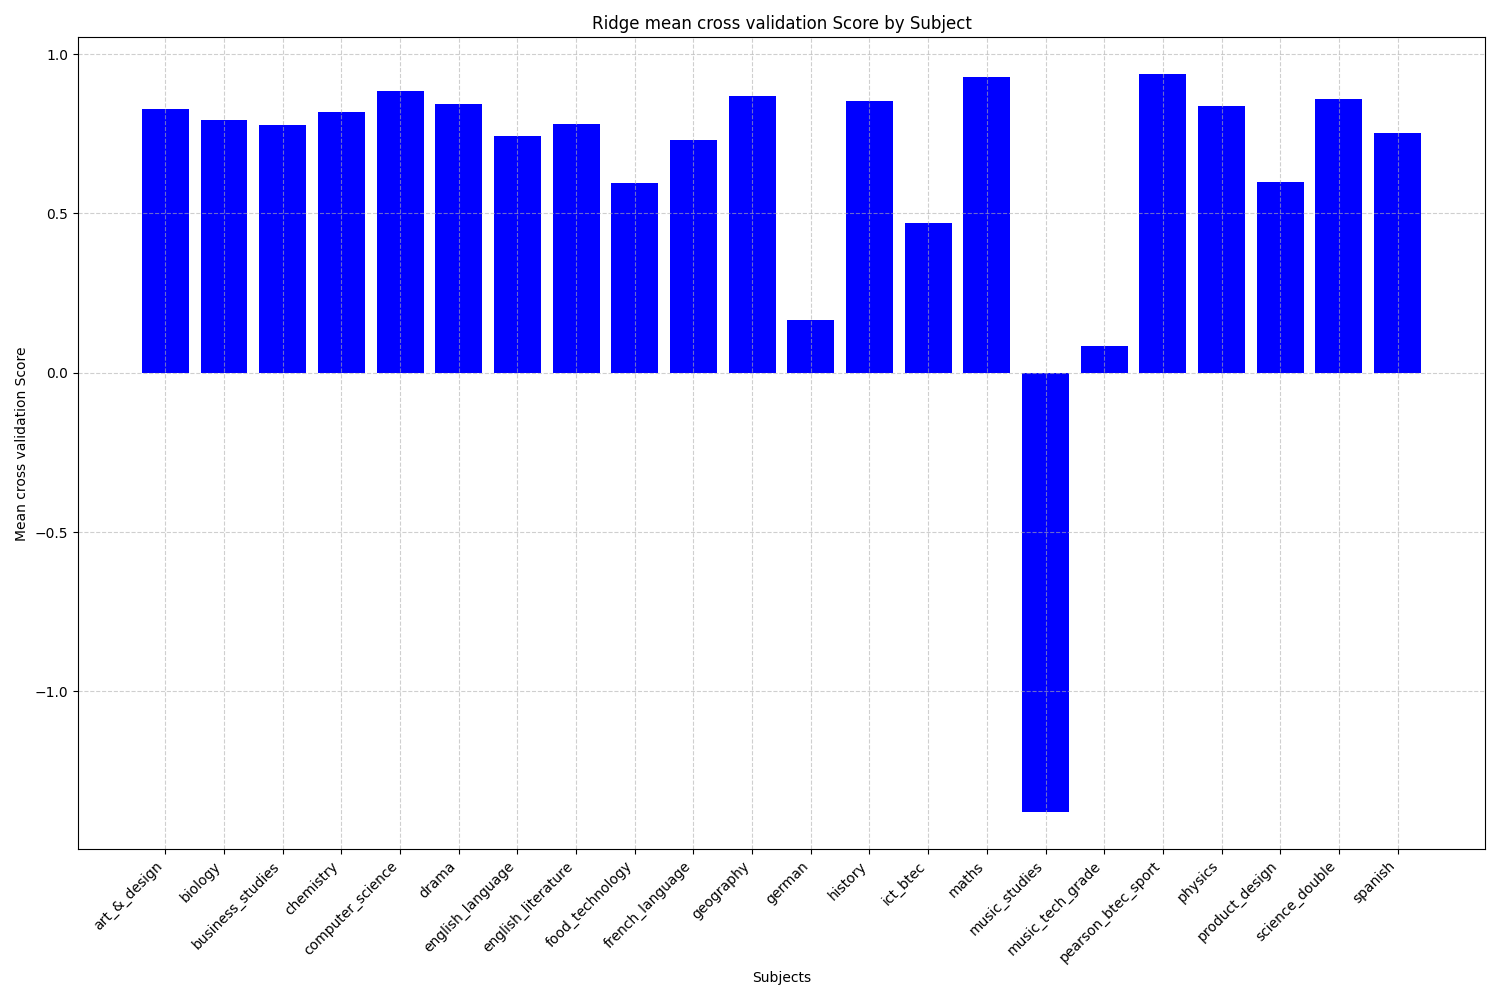 Ridge mean cross validation Score by Subject
Mean cross validation Score
1.0
0.5
0.0
−0.5
−1.0
art_&_design
biology
business_studies
chemistry
computer_science
drama
english_language
english_literature
food_technology
french_language
geography
german
history
ict_btec
maths
music_studies
music_tech_grade
pearson_btec_sport
physics
product_design
science_double
spanish
Subjects